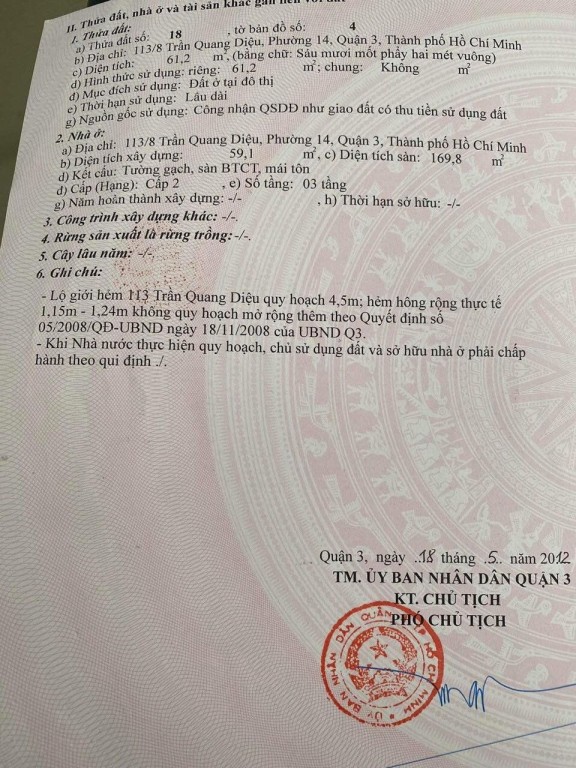 II. Thửa đất, nhà ở và tài sản khác gắn liền với đất
1. Thửa đất:
a) Thửa đất số: 18 , tờ bản đồ số: 4
b) Địa chỉ: 113/8 Trần Quang Diệu, Phường 14, Quận 3, Thành phố Hồ Chí Minh
c) Diện tích: 61,2 m², (bằng chữ: Sáu mươi mốt phẩy hai mét vuông)
d) Hình thức sử dụng: riêng: 61,2 m²; chung: Không m²
đ) Mục đích sử dụng: Đất ở tại đô thị
e) Thời hạn sử dụng: Lâu dài
g) Nguồn gốc sử dụng: Công nhận QSDĐ như giao đất có thu tiền sử dụng đất
2. Nhà ở:
a) Địa chỉ: 113/8 Trần Quang Diệu, Phường 14, Quận 3, Thành phố Hồ Chí Minh
b) Diện tích xây dựng: 59,1 m², c) Diện tích sàn: 169,8 m²
d) Kết cấu: Tường gạch, sàn BTCT, mái tôn
đ) Cấp (Hạng): Cấp 2 , e) Số tầng: 03 tầng
g) Năm hoàn thành xây dựng: -/- , h) Thời hạn sở hữu: -/-
3. Công trình xây dựng khác: -/-.
4. Rừng sản xuất là rừng trồng: -/-.
5. Cây lâu năm: -/-.
6. Ghi chú:
- Lộ giới hẻm 113 Trần Quang Diệu quy hoạch 4,5m; hẻm hông rộng thực tế
1,15m - 1,24m không quy hoạch mở rộng thêm theo Quyết định số
05/2008/QĐ-UBND ngày 18/11/2008 của UBND Q3.
- Khi Nhà nước thực hiện quy hoạch, chủ sử dụng đất và sở hữu nhà ở phải chấp
hành theo qui định ./.
Quận 3, ngày ..18 tháng .5.. năm 2012
TM. ỦY BAN NHÂN DÂN QUẬN 3
KT. CHỦ TỊCH
PHÓ CHỦ TỊCH
ỦY BAN NHÂN DÂN QUẬN 3 T.P HỒ CHÍ MINH